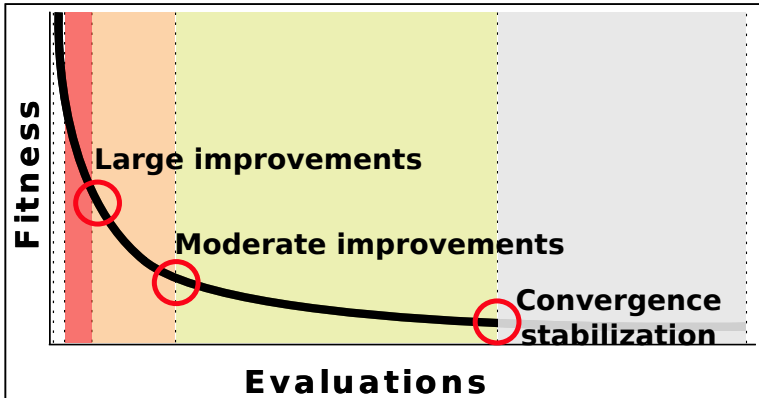 Fitness
Large improvements
Moderate improvements
Convergence
stabilization
Evaluations